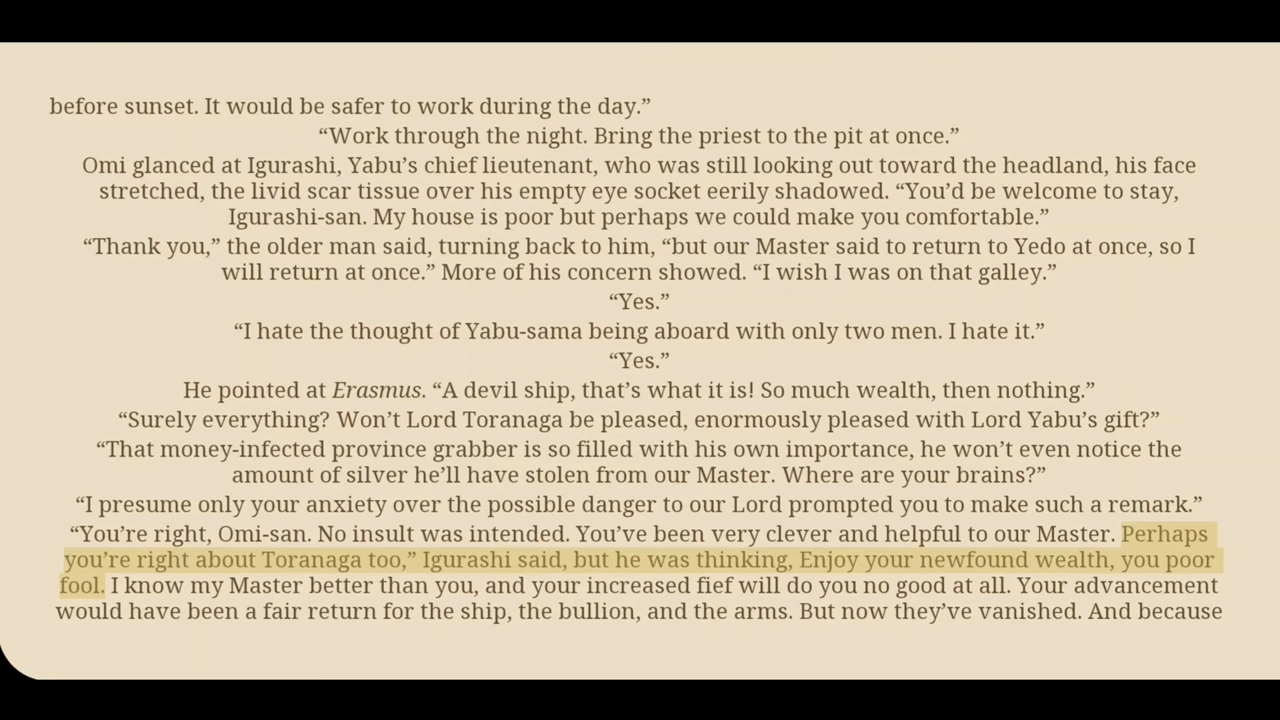 before sunset. It would be safer to work during the day.”
“Work through the night. Bring the priest to the pit at once.”
Omi glanced at Igurashi, Yabu’s chief lieutenant, who was still looking out toward the headland, his face
stretched, the livid scar tissue over his empty eye socket eerily shadowed. “You’d be welcome to stay,
Igurashi-san. My house is poor but perhaps we could make you comfortable.”
“Thank you,” the older man said, turning back to him, “but our Master said to return to Yedo at once, so I
will return at once.” More of his concern showed. “I wish I was on that galley.”
“Yes.”
“I hate the thought of Yabu-sama being aboard with only two men. I hate it.”
“Yes.”
He pointed at Erasmus. “A devil ship, that’s what it is! So much wealth, then nothing.”
“Surely everything? Won’t Lord Toranaga be pleased, enormously pleased with Lord Yabu’s gift?”
“That money-infected province grabber is so filled with his own importance, he won’t even notice the
amount of silver he’ll have stolen from our Master. Where are your brains?”
“I presume only your anxiety over the possible danger to our Lord prompted you to make such a remark.”
“You’re right, Omi-san. No insult was intended. You’ve been very clever and helpful to our Master. Perhaps
you’re right about Toranaga too,” Igurashi said, but he was thinking, Enjoy your newfound wealth, you poor
fool. I know my Master better than you, and your increased fief will do you no good at all. Your advancement
would have been a fair return for the ship, the bullion, and the arms. But now they’ve vanished. And because